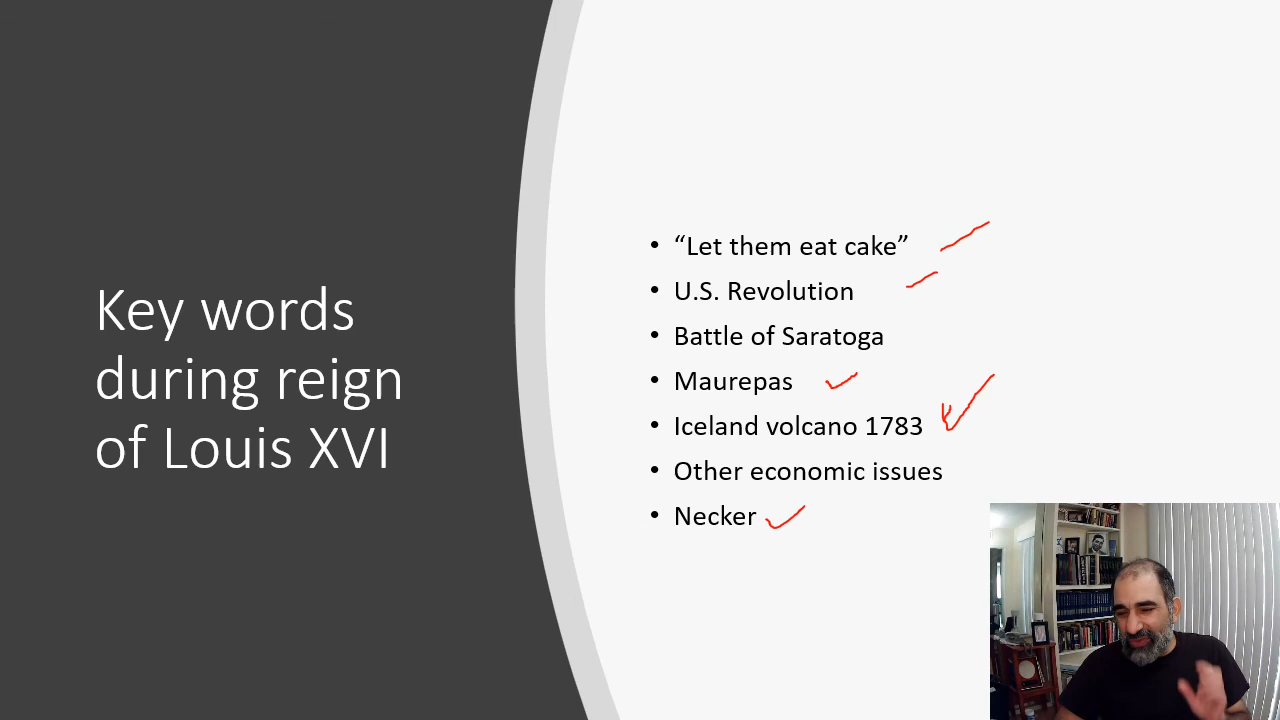 Key words
during reign
of Louis XVI
• “Let them eat cake”
• U.S. Revolution
• Battle of Saratoga
• Maurepas
• Iceland volcano 1783
• Other economic issues
• Necker